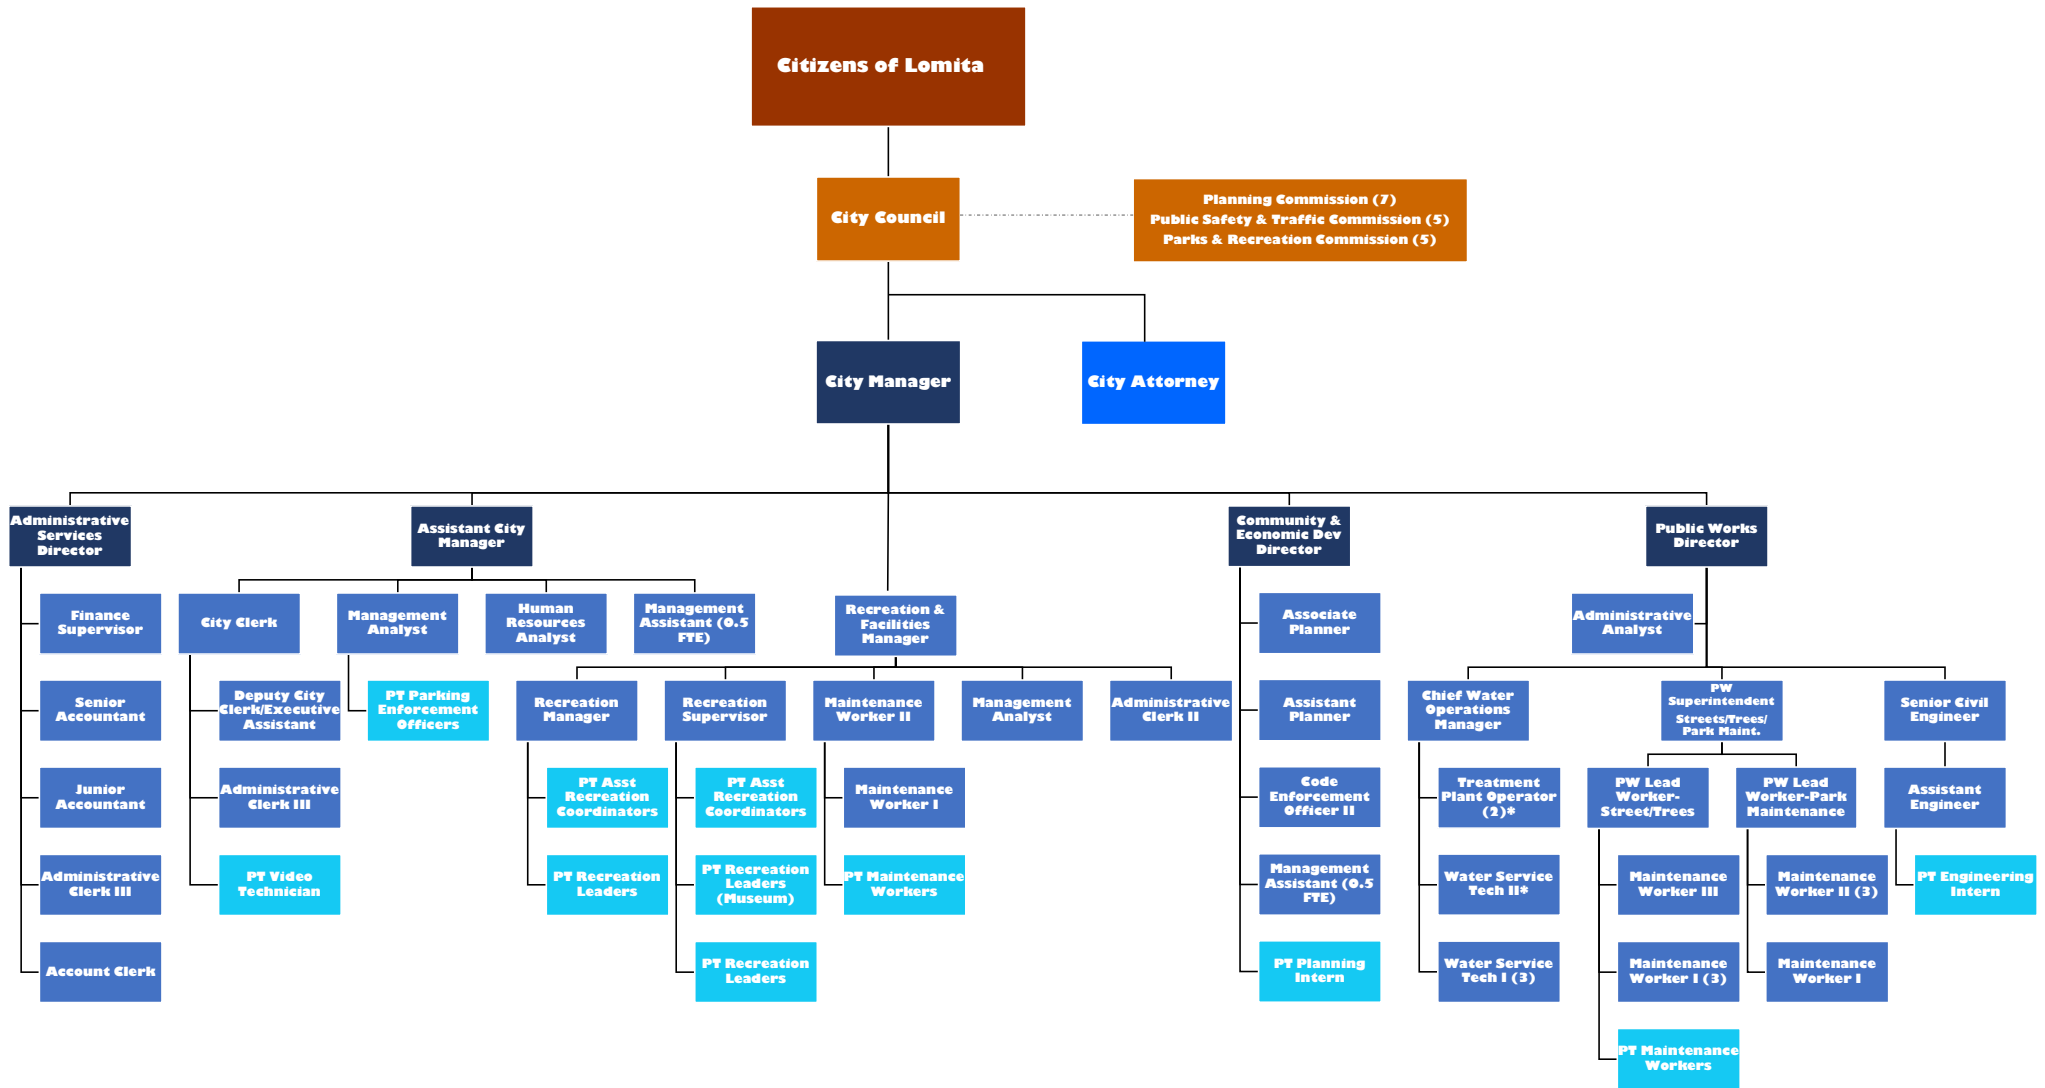 Citizens of Lomita
City Council
Planning Commission (7)
Public Safety & Traffic Commission (5)
Parks & Recreation Commission (5)
City Manager
City Attorney
Administrative
Services
Director
Assistant City
Manager
Community &
Economic Dev
Director
Public Works
Director
Finance
Supervisor
City Clerk
Management
Analyst
Human
Resources
Analyst
Management
Assistant (0.5
FTE)
Recreation &
Facilities
Manager
Associate
Planner
Administrative
Analyst
Senior
Accountant
Deputy City
Clerk/Executive
Assistant
PT Parking
Enforcement
Officers
Recreation
Manager
Recreation
Supervisor
Maintenance
Worker II
Management
Analyst
Administrative
Clerk II
Assistant
Planner
Chief Water
Operations
Manager
PW
Superintendent
Streets/Trees/
Park Maint.
Senior Civil
Engineer
Junior
Accountant
Administrative
Clerk III
PT Asst
Recreation
Coordinators
PT Asst
Recreation
Coordinators
Maintenance
Worker I
Code
Enforcement
Officer II
Treatment
Plant Operator
(2)*
PW Lead
Worker-
Street/Trees
PW Lead
Worker-Park
Maintenance
Assistant
Engineer
Administrative
Clerk III
PT Video
Technician
PT Recreation
Leaders
PT Recreation
Leaders
(Museum)
PT Maintenance
Workers
Management
Assistant (0.5
FTE)
Water Service
Tech II*
Maintenance
Worker III
Maintenance
Worker II (3)
PT Engineering
Intern
Account Clerk
PT Recreation
Leaders
PT Planning
Intern
Water Service
Tech I (3)
Maintenance
Worker I (3)
Maintenance
Worker I
PT Maintenance
Workers